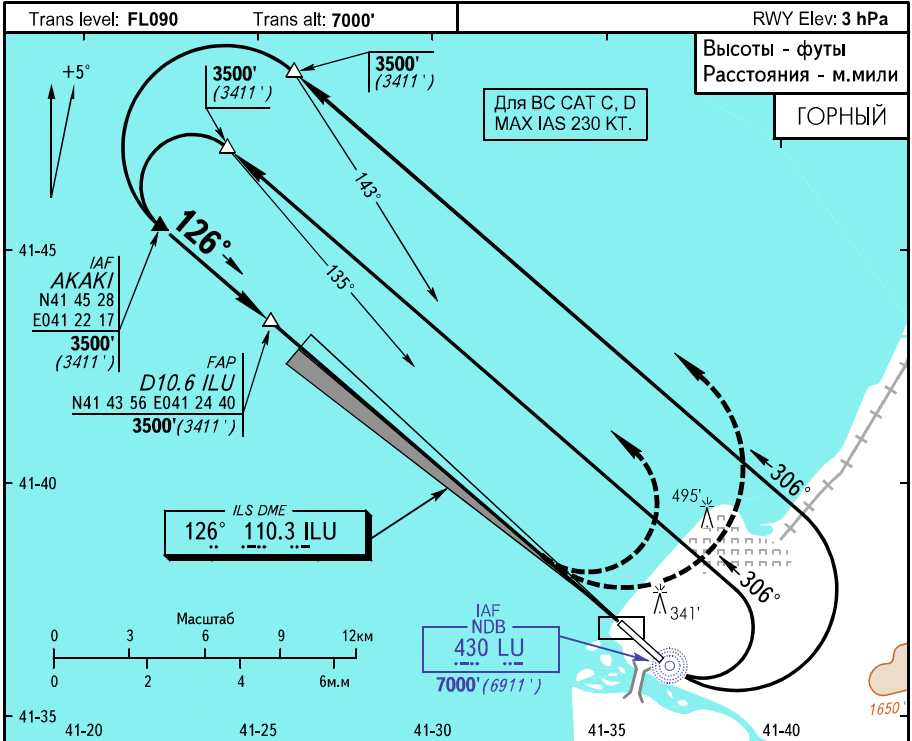 Trans level: FL090
Trans alt: 7000'
RWY Elev: 3 hPa
Высоты - футы
Расстояния - м.мили
ГОРНЫЙ
+5°
3500'
(3411')
3500'
(3411')
Для ВС CAT C, D
MAX IAS 230 KT.
143°
126°
135°
41-45
IAF
AKAKI
N41 45 28
E041 22 17
3500'
(3411')
FAP
D10.6 ILU
N41 43 56 E041 24 40
3500'(3411')
41-40
306°
495'
ILS DME
126° 110.3 ILU
306°
341'
Масштаб
0 3 6 9 12км
0 2 4 6м.м
IAF
NDB
430 LU
7000'(6911')
1650'
41-35
41-20 41-25 41-30 41-35 41-40